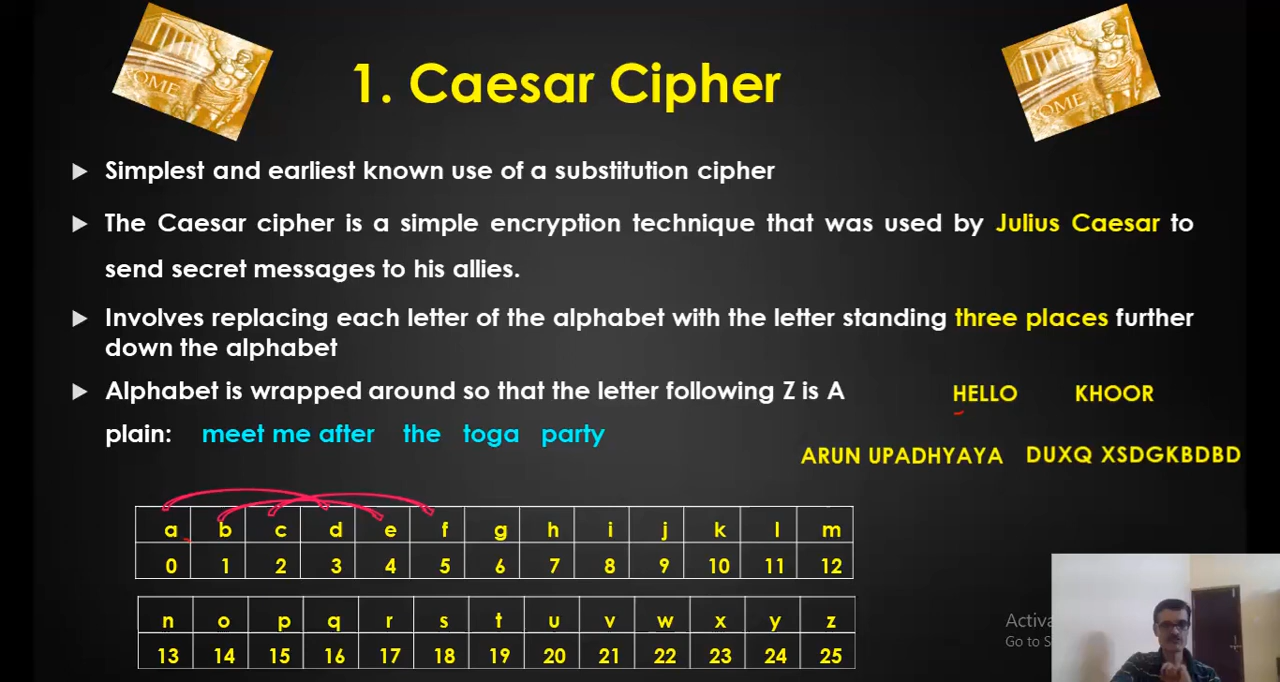 1. Caesar Cipher
ROME
ROME
Simplest and earliest known use of a substitution cipher
The Caesar cipher is a simple encryption technique that was used by Julius Caesar to
send secret messages to his allies.
Involves replacing each letter of the alphabet with the letter standing three places further
down the alphabet
Alphabet is wrapped around so that the letter following Z is A
HELLO KHOOR
plain: meet me after the toga party
ARUN UPADHYAYA DUXQ XSDGKBDBD
a b c d e f g h i j k l m
0 1 2 3 4 5 6 7 8 9 10 11 12
n o p q r s t u v w x y z
13 14 15 16 17 18 19 20 21 22 23 24 25
Activa
Go to S